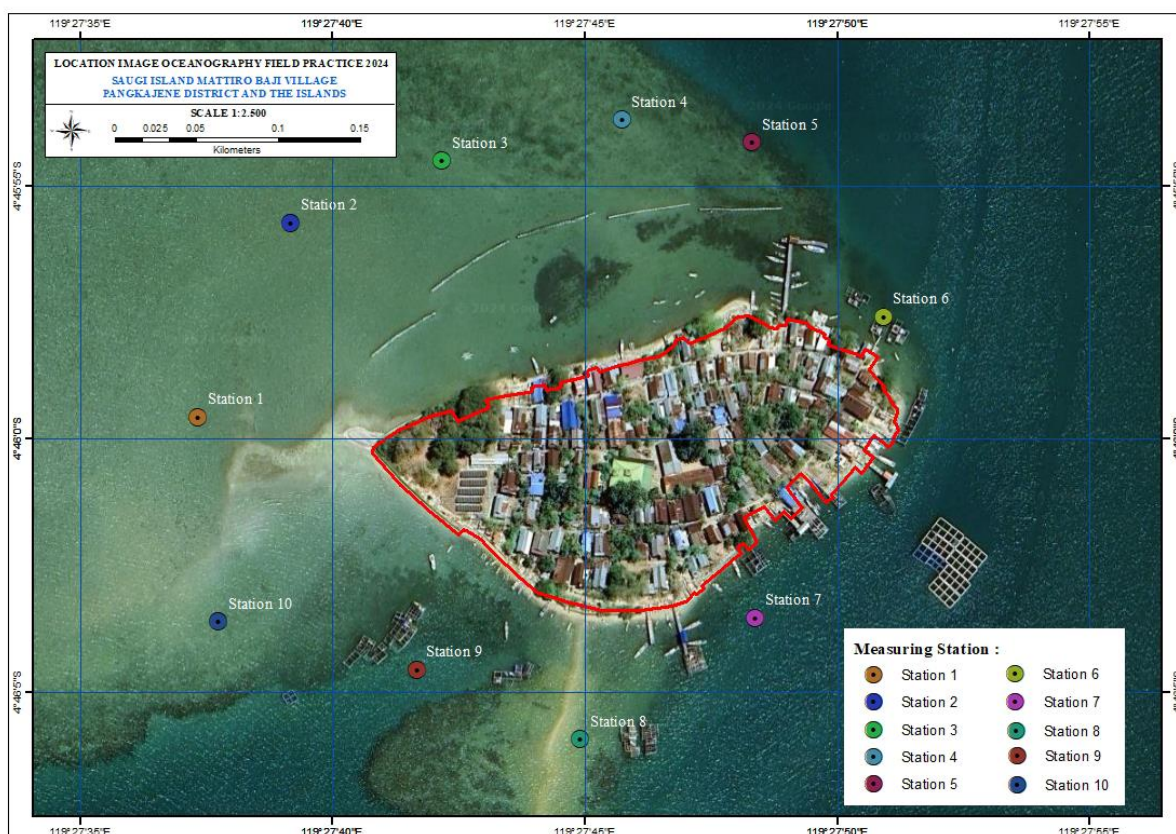 119°27'35"E 119°27'40"E 119°27'45"E 119°27'50"E 119°27'55"E
LOCATION IMAGE OCEANOGRAPHY FIELD PRACTICE 2024
SAUGI ISLAND MATTIRO BAJI VILLAGE
PANGKAJENE DISTRICT AND THE ISLANDS
SCALE 1:2.500
0 0.025 0.05 0.1 0.15
Kilometers
Station 4
Station 5
Station 3
4°45'55"S
Station 2
Station 6
Station 1
4°46'0"S
Station 10
Station 7
Station 9
4°46'5"S
Station 8
Measuring Station :
Station 1 Station 6
Station 2 Station 7
Station 3 Station 8
Station 4 Station 9
Station 5 Station 10
119°27'35"E 119°27'40"E 119°27'45"E 119°27'50"E 119°27'55"E